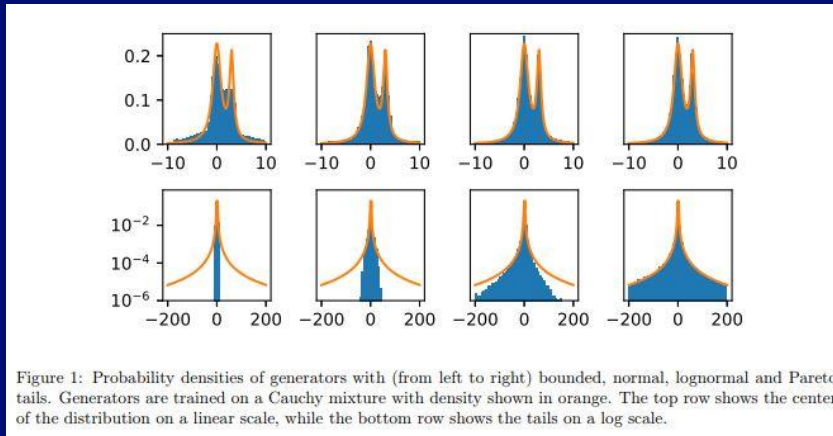 0.2
0.1
0.0
−10 0 10 −10 0 10 −10 0 10 −10 0 10
10−2
10−4
10−6
−200 0 200 −200 0 200 −200 0 200 −200 0 200
Figure 1: Probability densities of generators with (from left to right) bounded, normal, lognormal and Pareto
tails. Generators are trained on a Cauchy mixture with density shown in orange. The top row shows the center
of the distribution on a linear scale, while the bottom row shows the tails on a log scale.